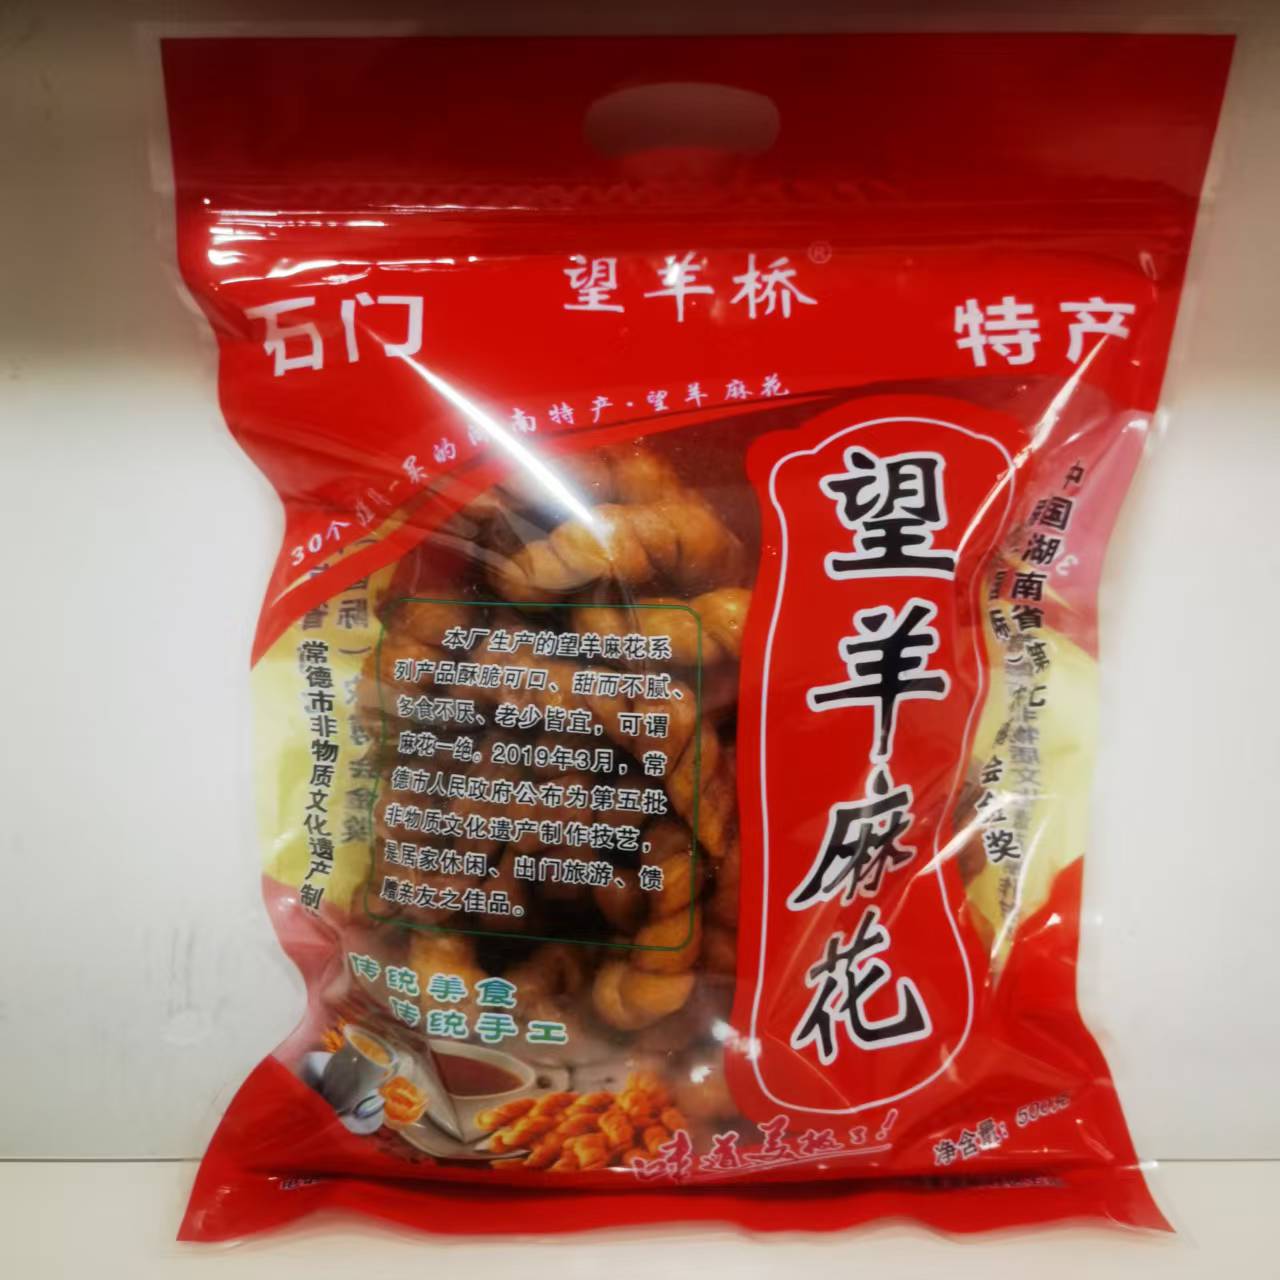 望羊桥®
石门
特产
30个
买的湖南特产·望羊麻花
望羊麻花
本厂生产的望羊麻花系
列产品酥脆可口、甜而不腻、
多食不厌、老少皆宜，可谓
麻花一绝。2019年3月，常
德市人民政府公布为第五批
非物质文化遗产制作技艺，
是居家休闲、出门旅游、馈
赠亲友之佳品。
常德市非物质文化遗产制
中国湖南省第七
传统美食
传统手工
味道美极了！
净含量：500g